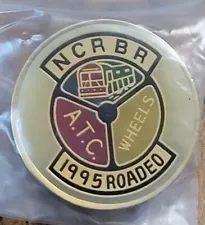 NCRBR
A.T.C.
WHEELS
1995 ROADEO